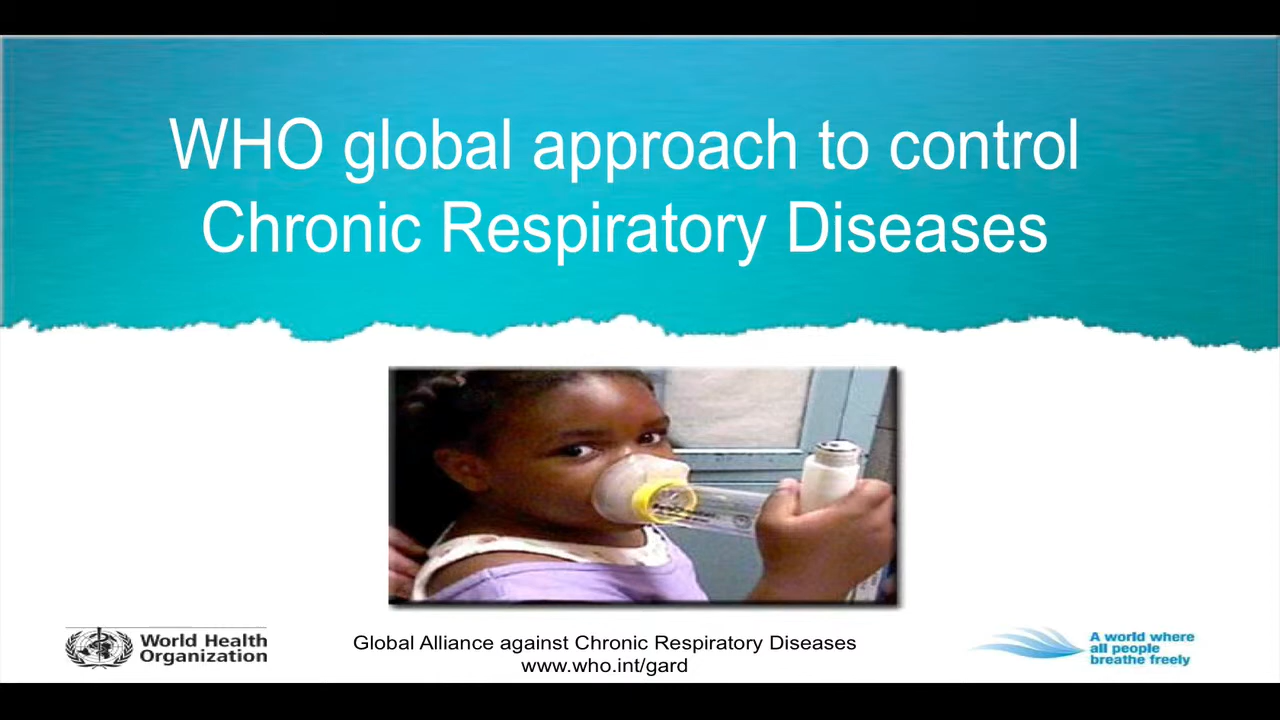 WHO global approach to control
Chronic Respiratory Diseases
World Health
Organization
Global Alliance against Chronic Respiratory Diseases
www.who.int/gard
A world where
all people
breathe freely